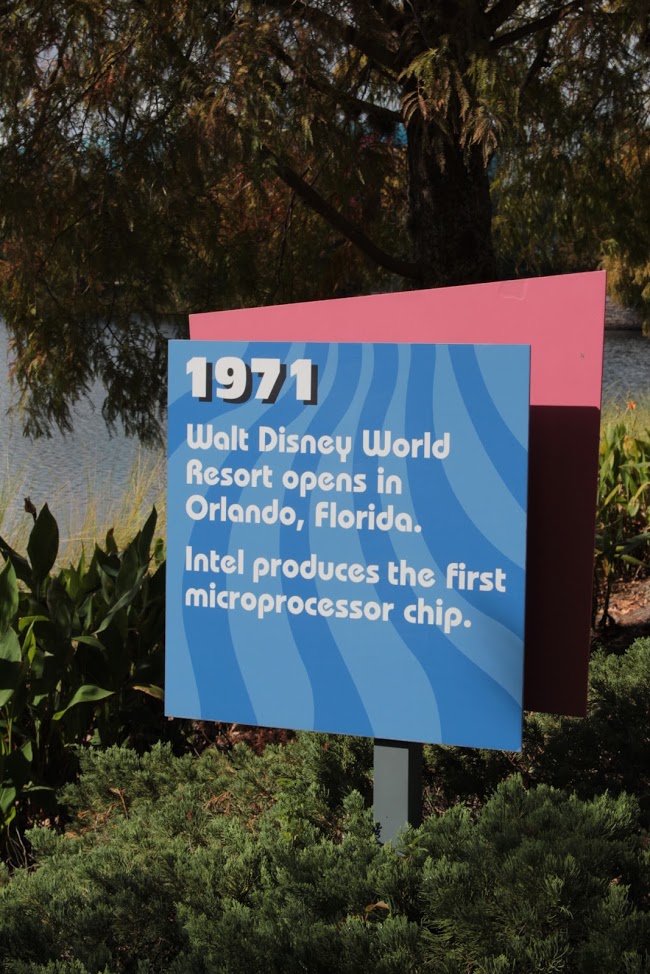 1971
Walt Disney World
Resort opens in
Orlando, Florida.
Intel produces the first
microprocessor chip.